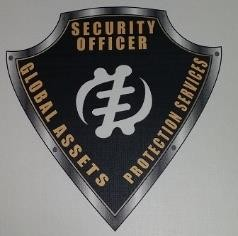 SECURITY
OFFICER
GLOBAL ASSETS
PROTECTION SERVICES